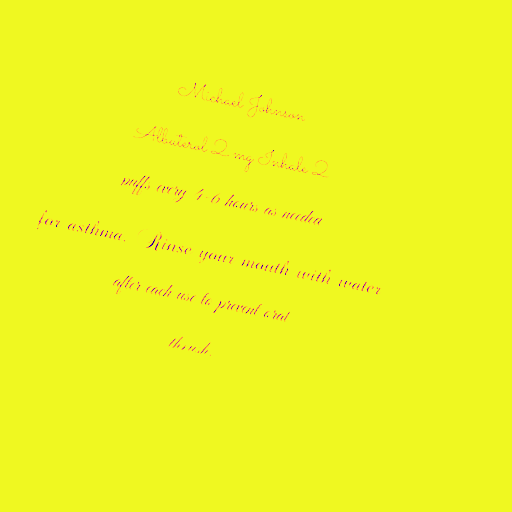 Michael Johnson
Albuterol 2 mg Inhale 2
puffs every 4-6 hours as needed
for asthma. Rinse your mouth with water
after each use to prevent oral
thrush.